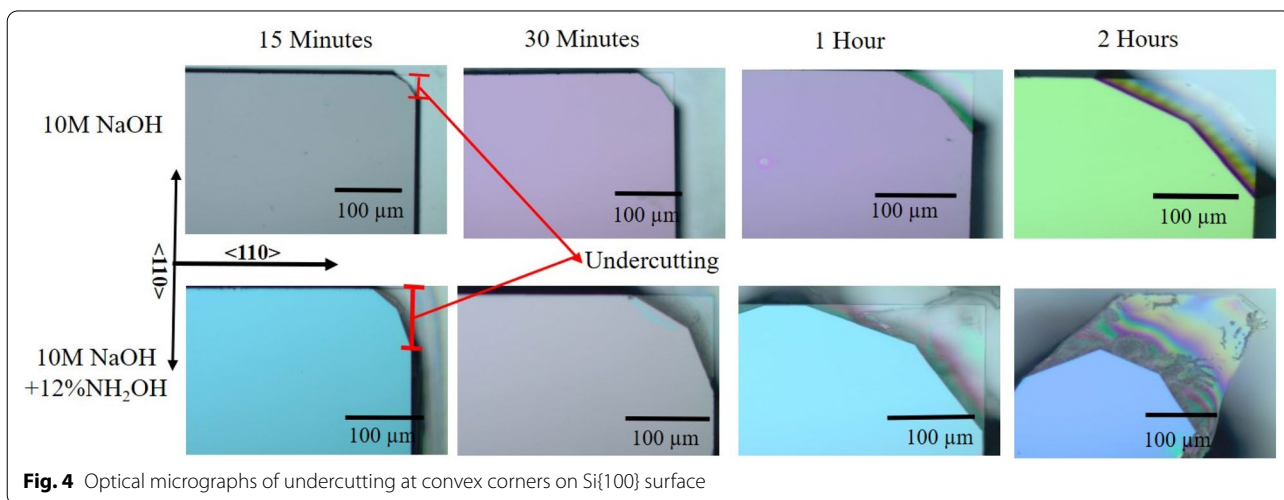 15 Minutes
30 Minutes
1 Hour
2 Hours
10M NaOH
100 µm
100 µm
100 µm
100 µm
<110>
<110>
Undercutting
10M NaOH
+12%NH₂OH
100 µm
100 µm
100 µm
100 µm
Fig. 4 Optical micrographs of undercutting at convex corners on Si{100} surface